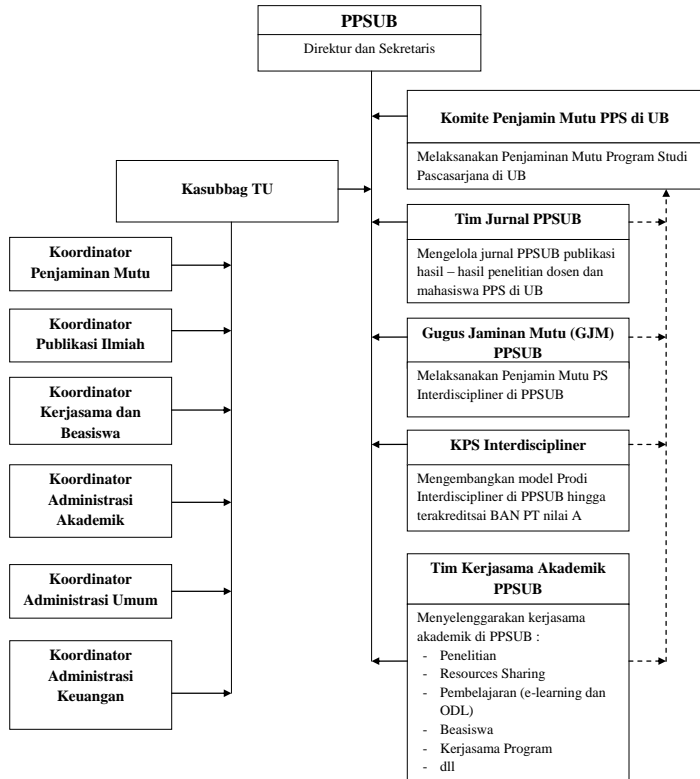 PPSUB
Direktur dan Sekretaris
Komite Penjamin Mutu PPS di UB
Melaksanakan Penjaminan Mutu Program Studi
Pascasarjana di UB
Kasubbag TU
Tim Jurnal PPSUB
Mengelola jurnal PPSUB publikasi
hasil – hasil penelitian dosen dan
mahasiswa PPS di UB
Koordinator
Penjaminan Mutu
Koordinator
Publikasi Ilmiah
Gugus Jaminan Mutu (GJM)
PPSUB
Melaksanakan Penjamin Mutu PS
Interdiscipliner di PPSUB
Koordinator
Kerjasama dan
Beasiswa
KPS Interdiscipliner
Mengembangkan model Prodi
Interdiscipliner di PPSUB hingga
terakreditsai BAN PT nilai A
Koordinator
Administrasi
Akademik
Koordinator
Administrasi Umum
Tim Kerjasama Akademik
PPSUB
Menyelenggarakan kerjasama
akademik di PPSUB :
- Penelitian
- Resources Sharing
- Pembelajaran (e-learning dan
ODL)
- Beasiswa
- Kerjasama Program
- dll
Koordinator
Administrasi
Keuangan